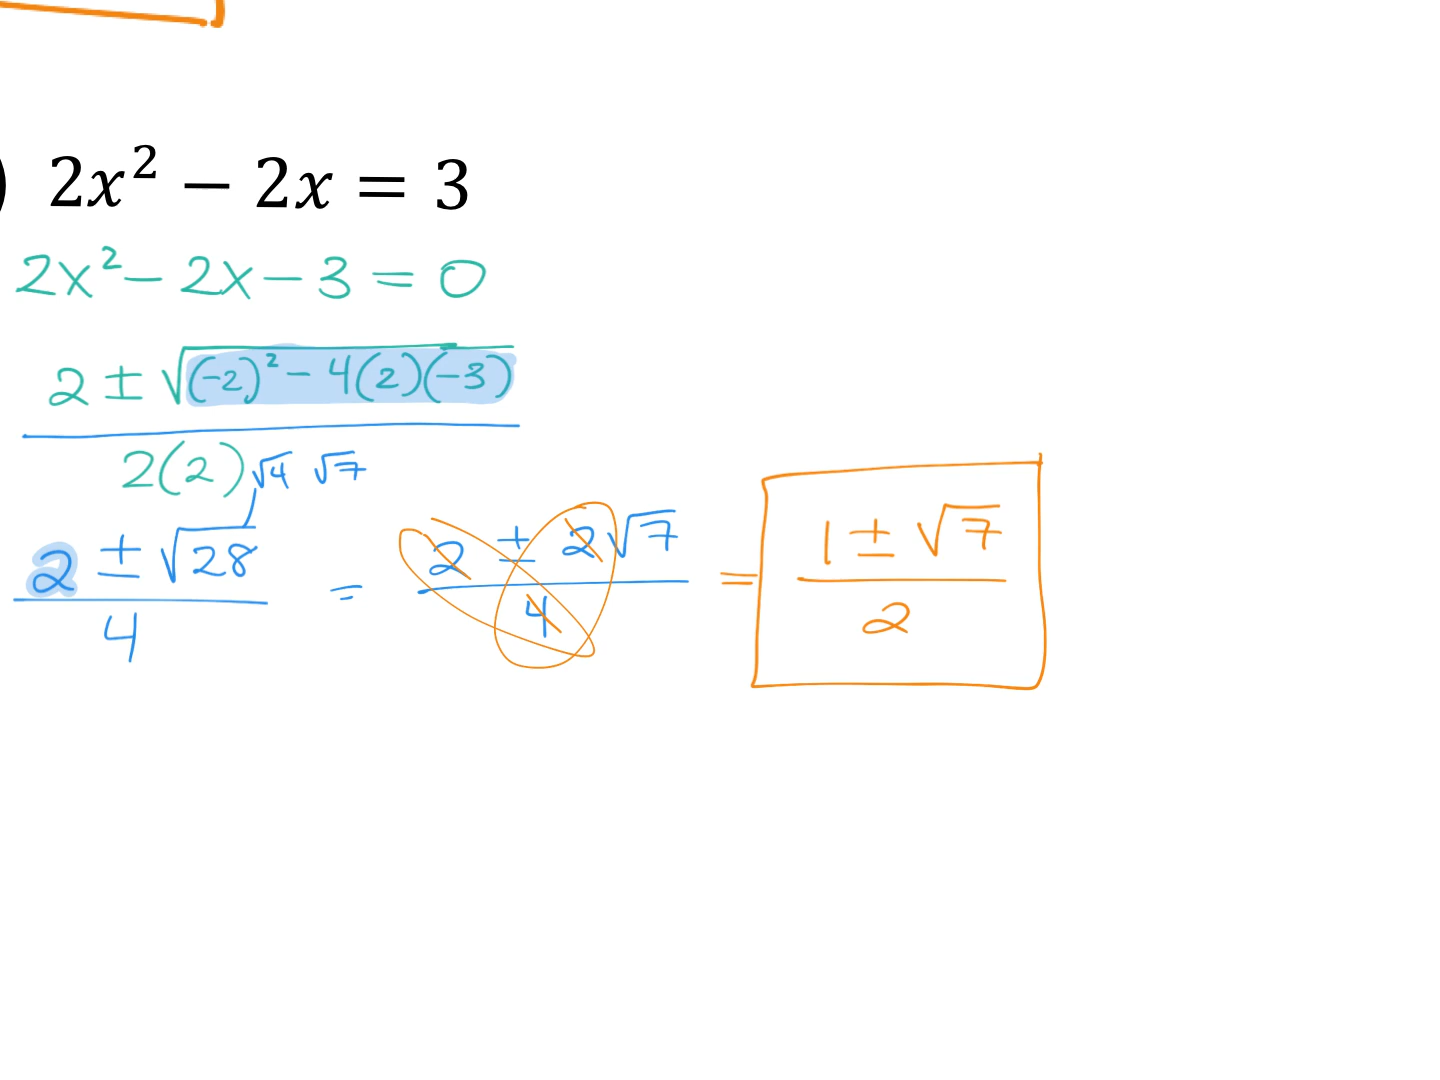 ) 2x² − 2x = 3
2x² − 2x − 3 = 0
2 ± √(-2)² − 4(2)(−3)
2(2) √4 √7
2 ± √28 = 2 ± 2√7 = 1 ± √7
4 4 2